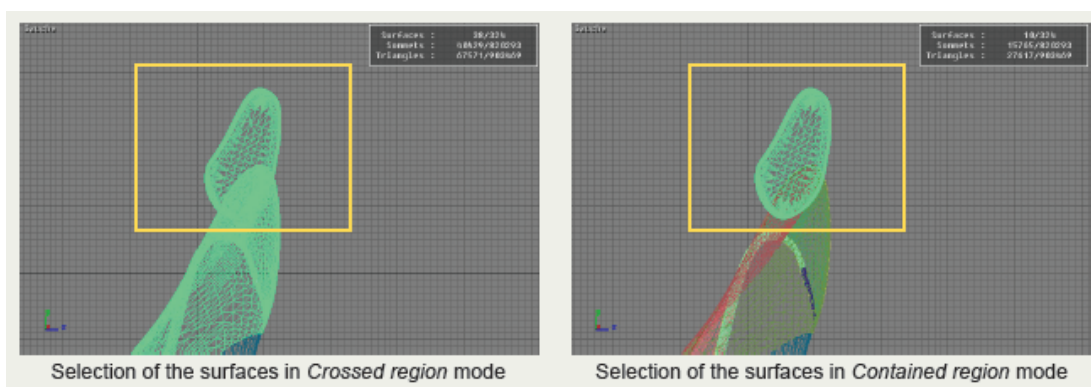 Surfaces :
Sommets :
Triangles :
Surfaces :
Sommets :
Triangles :
Selection of the surfaces in Crossed region mode
Selection of the surfaces in Contained region mode